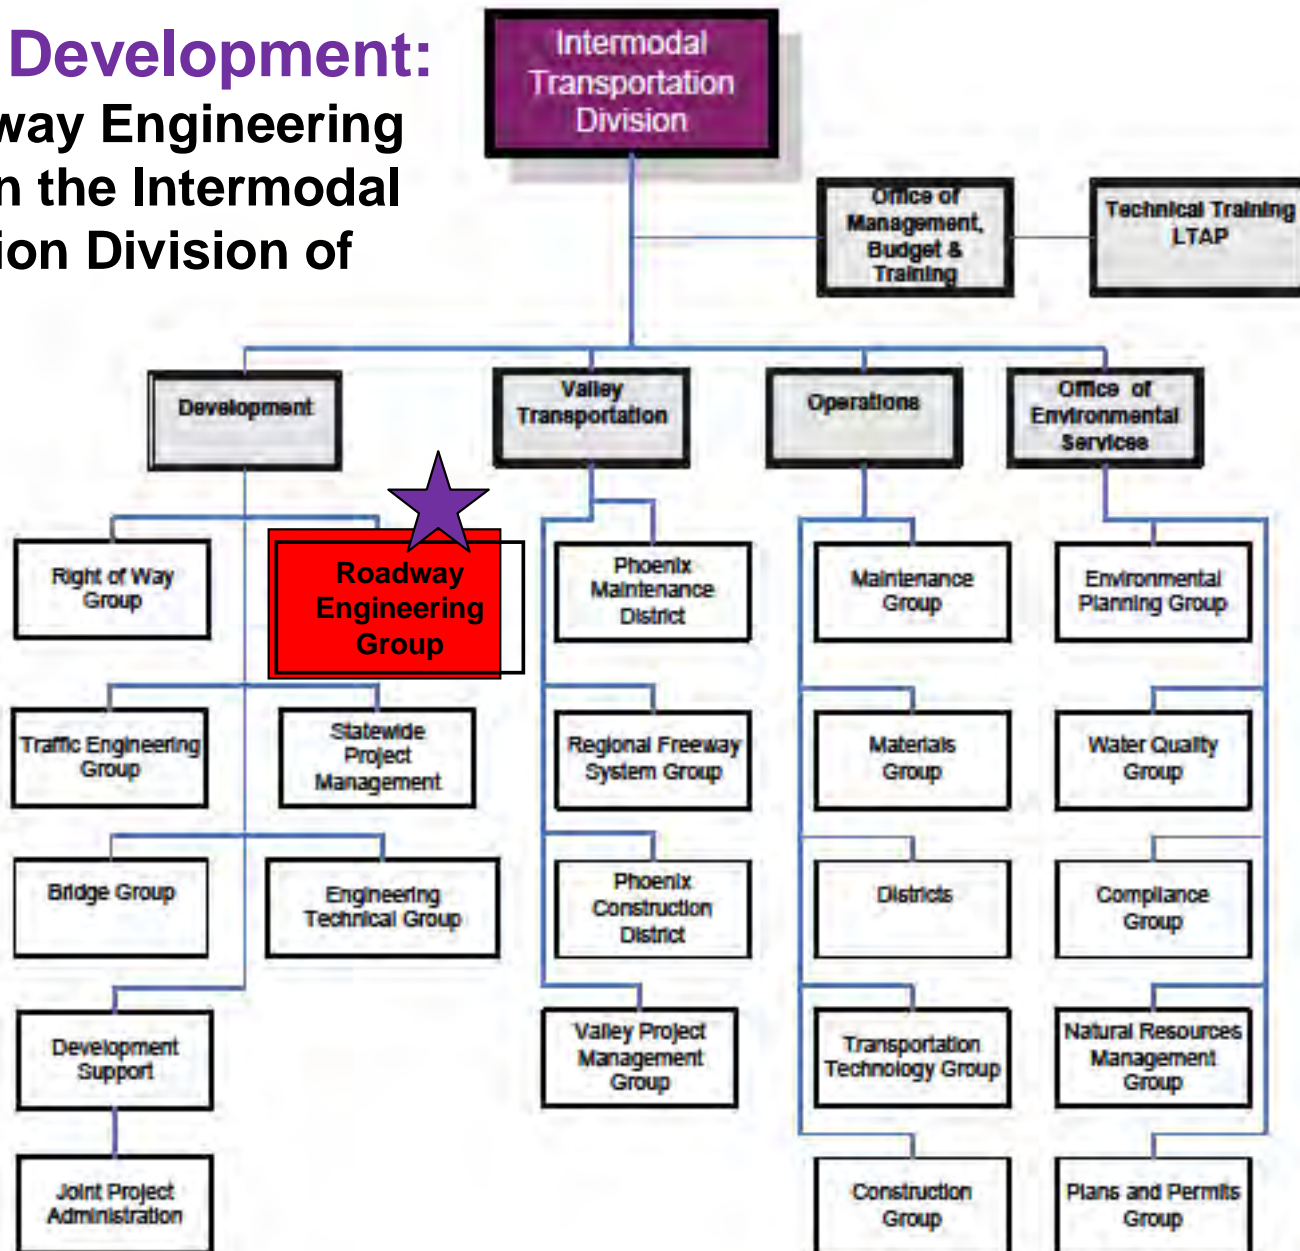 Development:
way Engineering
n the Intermodal
ion Division of
Intermodal
Transportation
Division
Office of
Management,
Budget &
Training
Technical Training
LTAP
Development
Valley
Transportation
Operations
Office of
Environmental
Services
Right of Way
Group
Roadway
Engineering
Group
Phoenix
Maintenance
District
Maintenance
Group
Environmental
Planning Group
Traffic Engineering
Group
Statewide
Project
Management
Regional Freeway
System Group
Materials
Group
Water Quality
Group
Bridge Group
Engineering
Technical Group
Phoenix
Construction
District
Districts
Compliance
Group
Development
Support
Valley Project
Management
Group
Transportation
Technology Group
Natural Resources
Management
Group
Joint Project
Administration
Construction
Group
Plans and Permits
Group